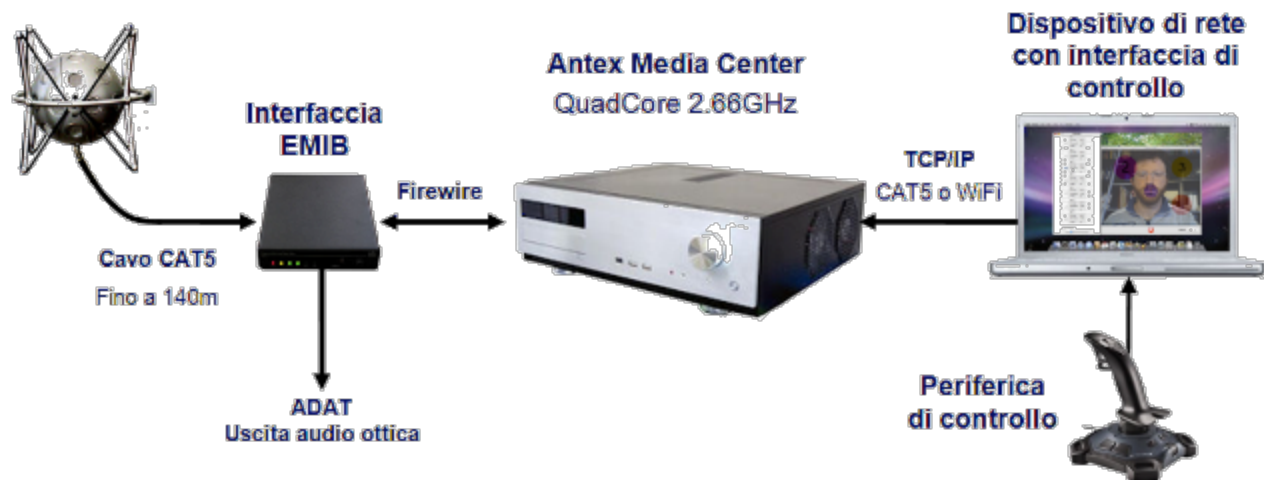 Dispositivo di rete
con interfaccia di
controllo
Antex Media Center
QuadCore 2.66GHz
Interfaccia
EMIB
TCP/IP
CAT5 o WiFi
Firewire
Cavo CAT5
Fino a 140m
ADAT
Uscita audio ottica
Periferica
di controllo